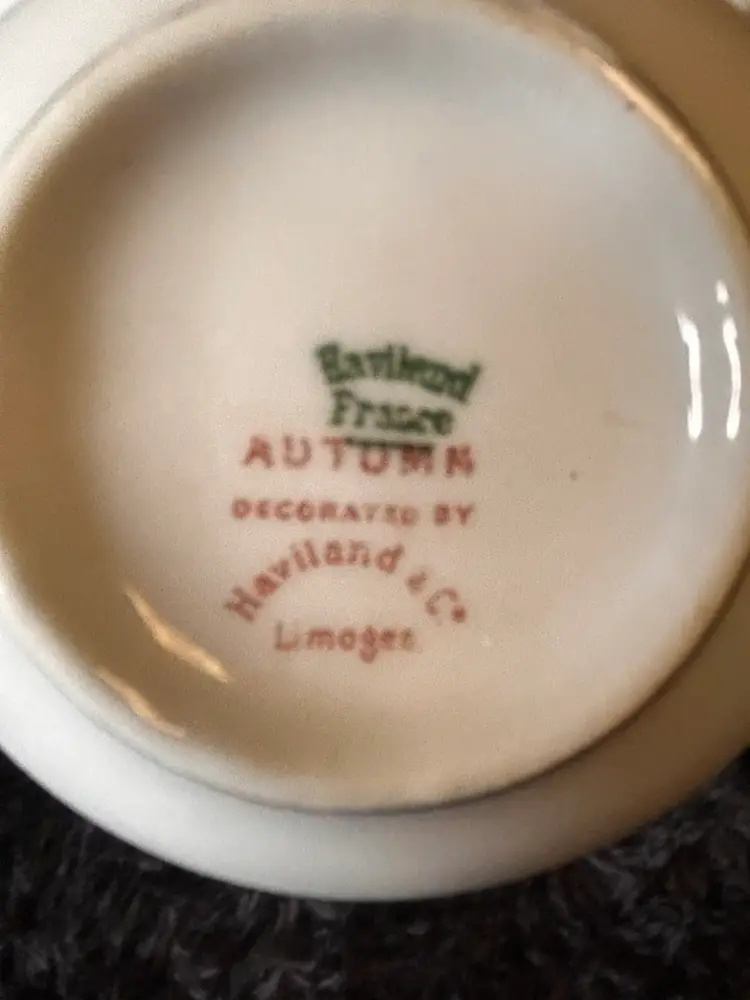 Haviland
France
AUTUMN
DECORATED BY
Haviland & Co
Limoges